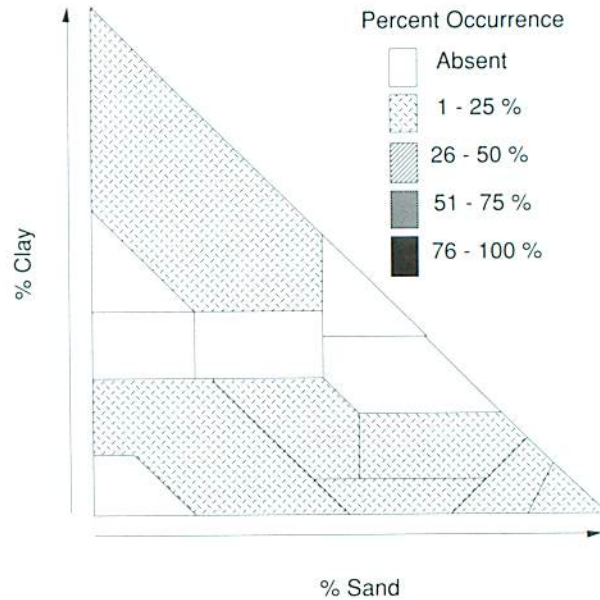 Percent Occurrence
Absent
1 - 25 %
26 - 50 %
51 - 75 %
76 - 100 %
% Clay
% Sand